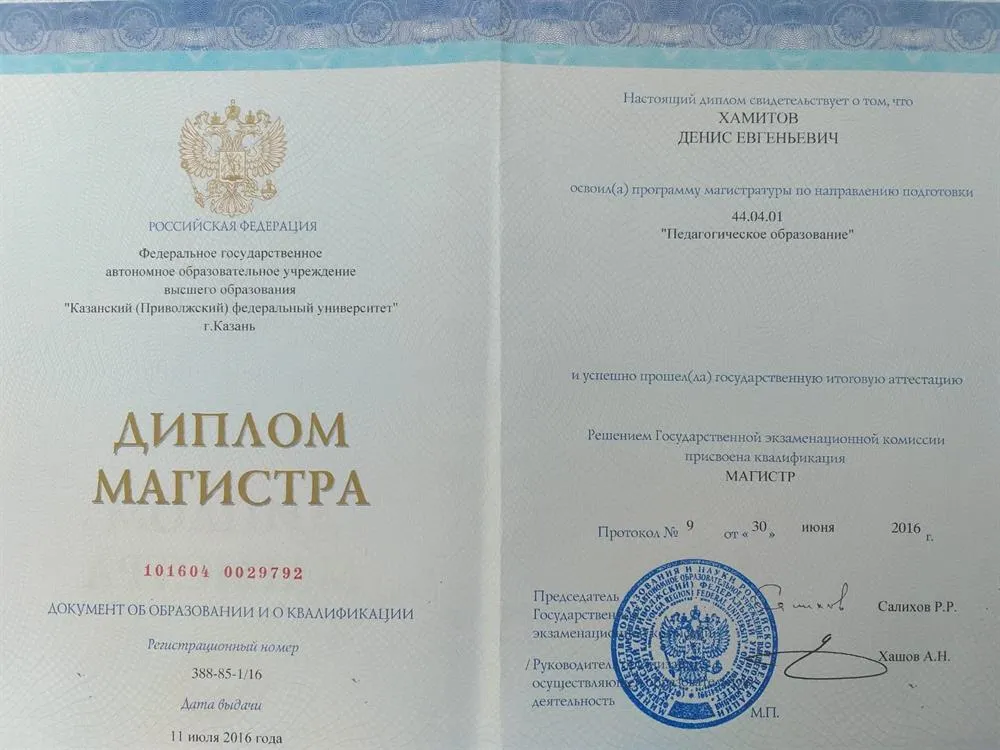 РОССИЙСКАЯ ФЕДЕРАЦИЯ
Федеральное государственное
автономное образовательное учреждение
высшего образования
"Казанский (Приволжский) федеральный университет"
г.Казань
ДИПЛОМ
МАГИСТРА
101604 0029792
ДОКУМЕНТ ОБ ОБРАЗОВАНИИ И О КВАЛИФИКАЦИИ
Регистрационный номер
388-85-1/16
Дата выдачи
11 июля 2016 года
Настоящий диплом свидетельствует о том, что
ХАМИТОВ
ДЕНИС ЕВГЕНЬЕВИЧ
освоил(а) программу магистратуры по направлению подготовки
44.04.01
"Педагогическое образование"
и успешно прошел(ла) государственную итоговую аттестацию
Решением Государственной экзаменационной комиссии
присвоена квалификация
МАГИСТР
Протокол № 9 от « 30 » июня 2016 г.
Председатель
Салихов Р.Р.
Хашов А.Н.
деятельность
М.П.